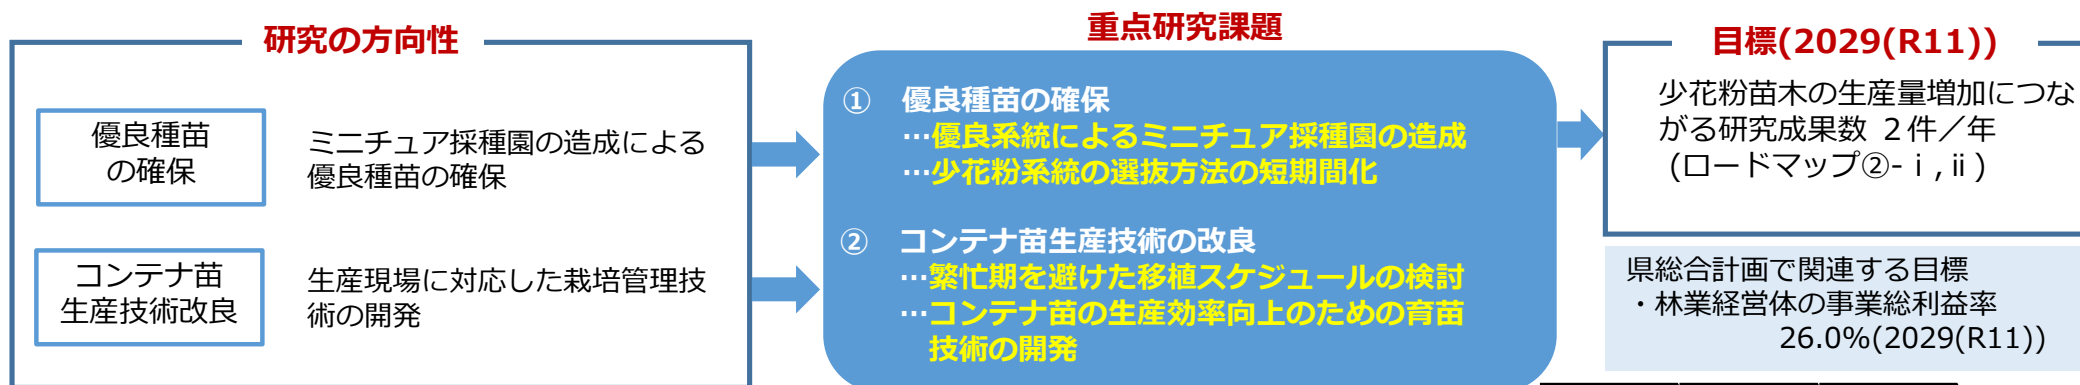 研究の方向性
優良種苗
の確保
ミニチュア採種園の造成による
優良種苗の確保
コンテナ苗
生産技術改良
生産現場に対応した栽培管理技
術の開発
重点研究課題
① 優良種苗の確保
…優良系統によるミニチュア採種園の造成
…少花粉系統の選抜方法の短期間化
② コンテナ苗生産技術の改良
…繁忙期を避けた移植スケジュールの検討
…コンテナ苗の生産効率向上のための育苗
技術の開発
目標(2029(R11))
少花粉苗木の生産量増加につな
がる研究成果数 2件/年
(ロードマップ②-ⅰ,ⅱ)
県総合計画で関連する目標
・林業経営体の事業総利益率
26.0%(2029(R11))